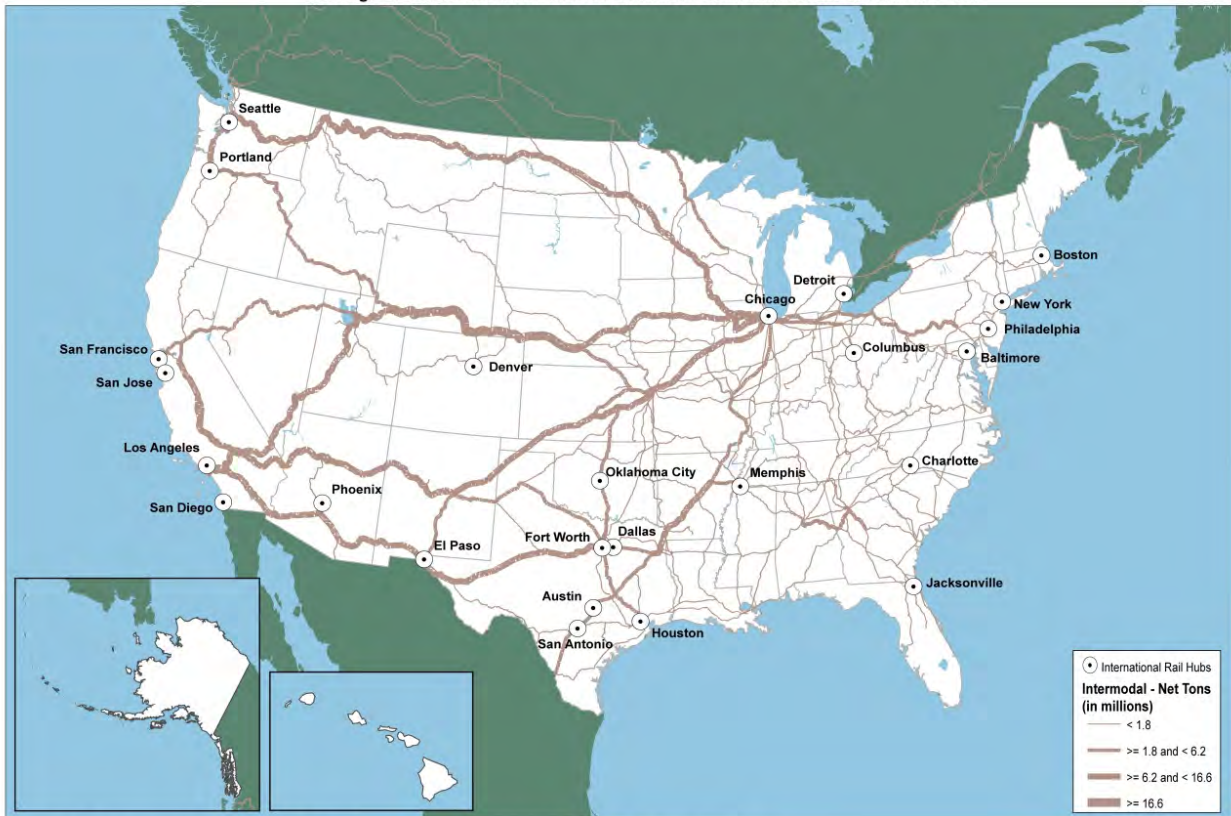 Seattle
Portland
Boston
Detroit
Chicago
New York
Philadelphia
San Francisco
Columbus
Baltimore
Denver
San Jose
Los Angeles
Charlotte
Oklahoma City
Memphis
Phoenix
San Diego
Fort Worth
Dallas
El Paso
Jacksonville
Austin
Houston
San Antonio
International Rail Hubs
Intermodal - Net Tons
(in millions)
< 1.8
>= 1.8 and < 6.2
>= 6.2 and < 16.6
>= 16.6